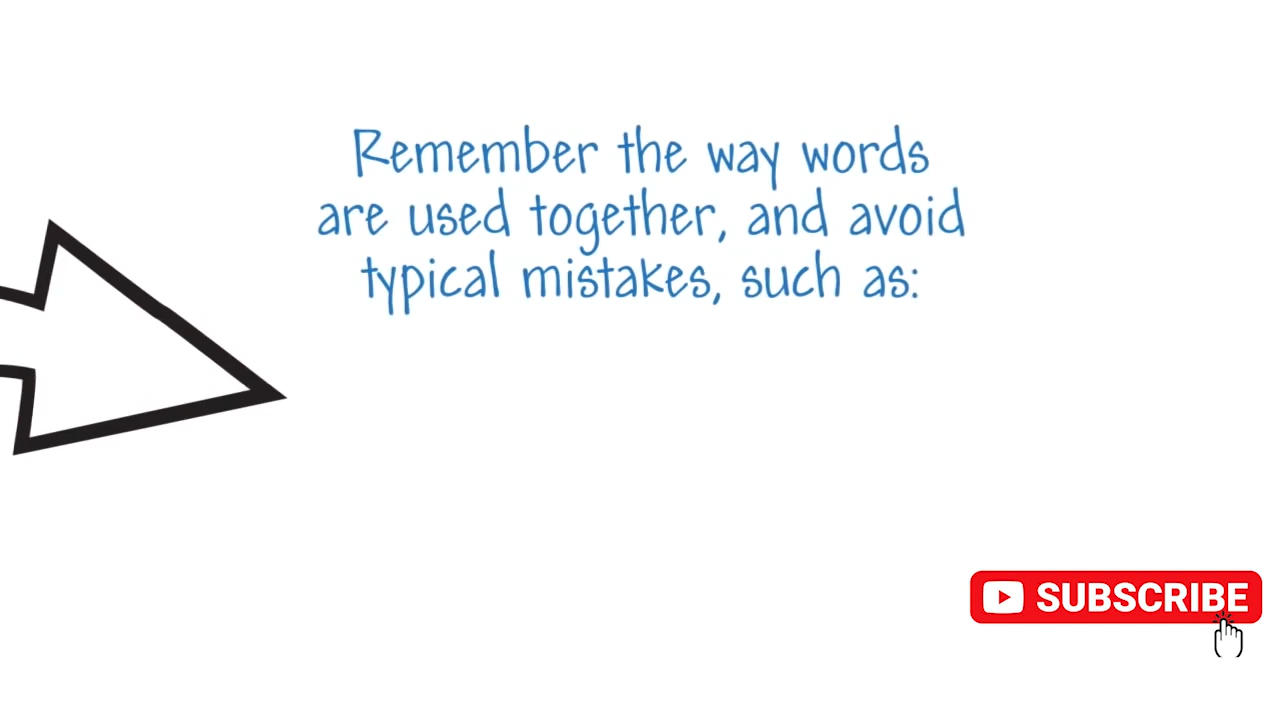 Remember the way words
are used together, and avoid
typical mistakes, such as:
SUBSCRIBE